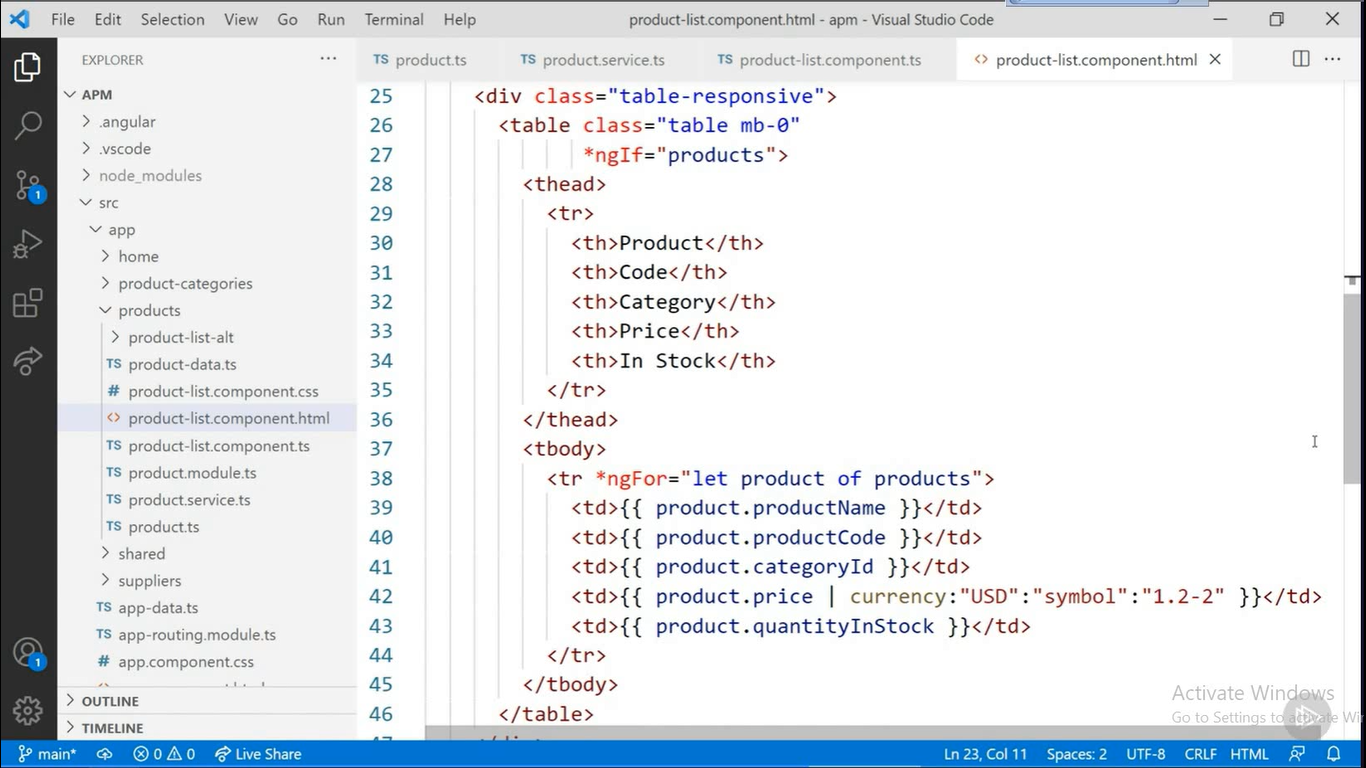 File Edit Selection View Go Run Terminal Help product-list.component.html - apm - Visual Studio Code
EXPLORER
TS product.ts TS product.service.ts TS product-list.component.ts <> product-list.component.html
APM
.angular
.vscode
node_modules
src
app
home
product-categories
products
product-list-alt
TS product-data.ts
# product-list.component.css
<> product-list.component.html
TS product-list.component.ts
TS product.module.ts
TS product.service.ts
TS product.ts
shared
suppliers
TS app-data.ts
TS app-routing.module.ts
# app.component.css
OUTLINE
TIMELINE
1
1
25 <div class="table-responsive">
26 <table class="table mb-0"
27 *ngIf="products">
28 <thead>
29 <tr>
30 <th>Product</th>
31 <th>Code</th>
32 <th>Category</th>
33 <th>Price</th>
34 <th>In Stock</th>
35 </tr>
36 </thead>
37 <tbody>
38 <tr *ngFor="let product of products">
39 <td>{{ product.productName }}</td>
40 <td>{{ product.productCode }}</td>
41 <td>{{ product.categoryId }}</td>
42 <td>{{ product.price | currency:"USD":"symbol":"1.2-2" }}</td>
43 <td>{{ product.quantityInStock }}</td>
44 </tr>
45 </tbody>
46 </table>
Activate Windows
Go to Settings to activate Wi
main* 0 0 Live Share Ln 23, Col 11 Spaces: 2 UTF-8 CRLF HTML